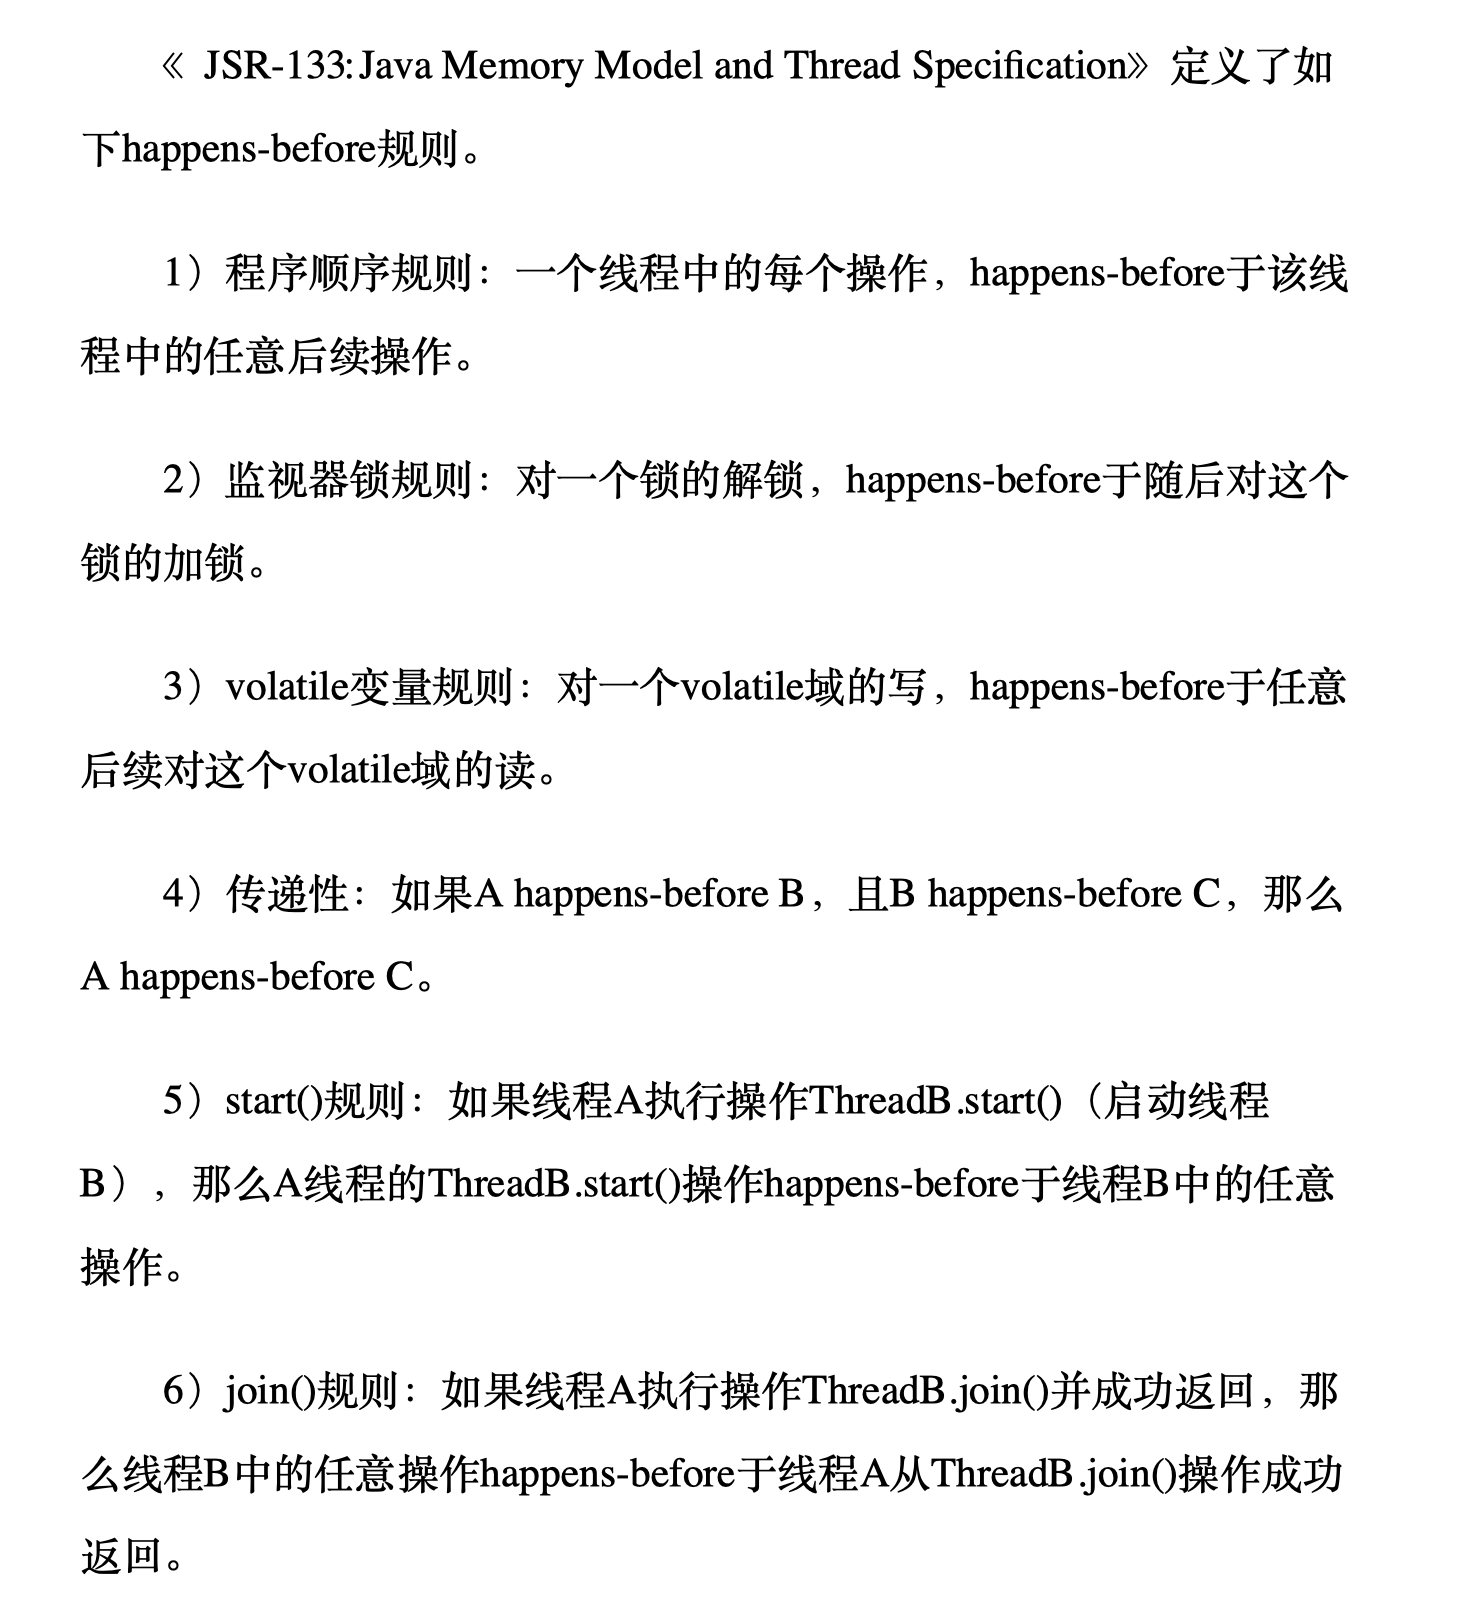 《 JSR-133:Java Memory Model and Thread Specification》定义了如
下happens-before规则。
1）程序顺序规则：一个线程中的每个操作，happens-before于该线
程中的任意后续操作。
2）监视器锁规则：对一个锁的解锁，happens-before于随后对这个
锁的加锁。
3）volatile变量规则：对一个volatile域的写，happens-before于任意
后续对这个volatile域的读。
4）传递性：如果A happens-before B，且B happens-before C，那么
A happens-before C。
5）start()规则：如果线程A执行操作ThreadB.start()（启动线程
B），那么A线程的ThreadB.start()操作happens-before于线程B中的任意
操作。
6）join()规则：如果线程A执行操作ThreadB.join()并成功返回，那
么线程B中的任意操作happens-before于线程A从ThreadB.join()操作成功
返回。